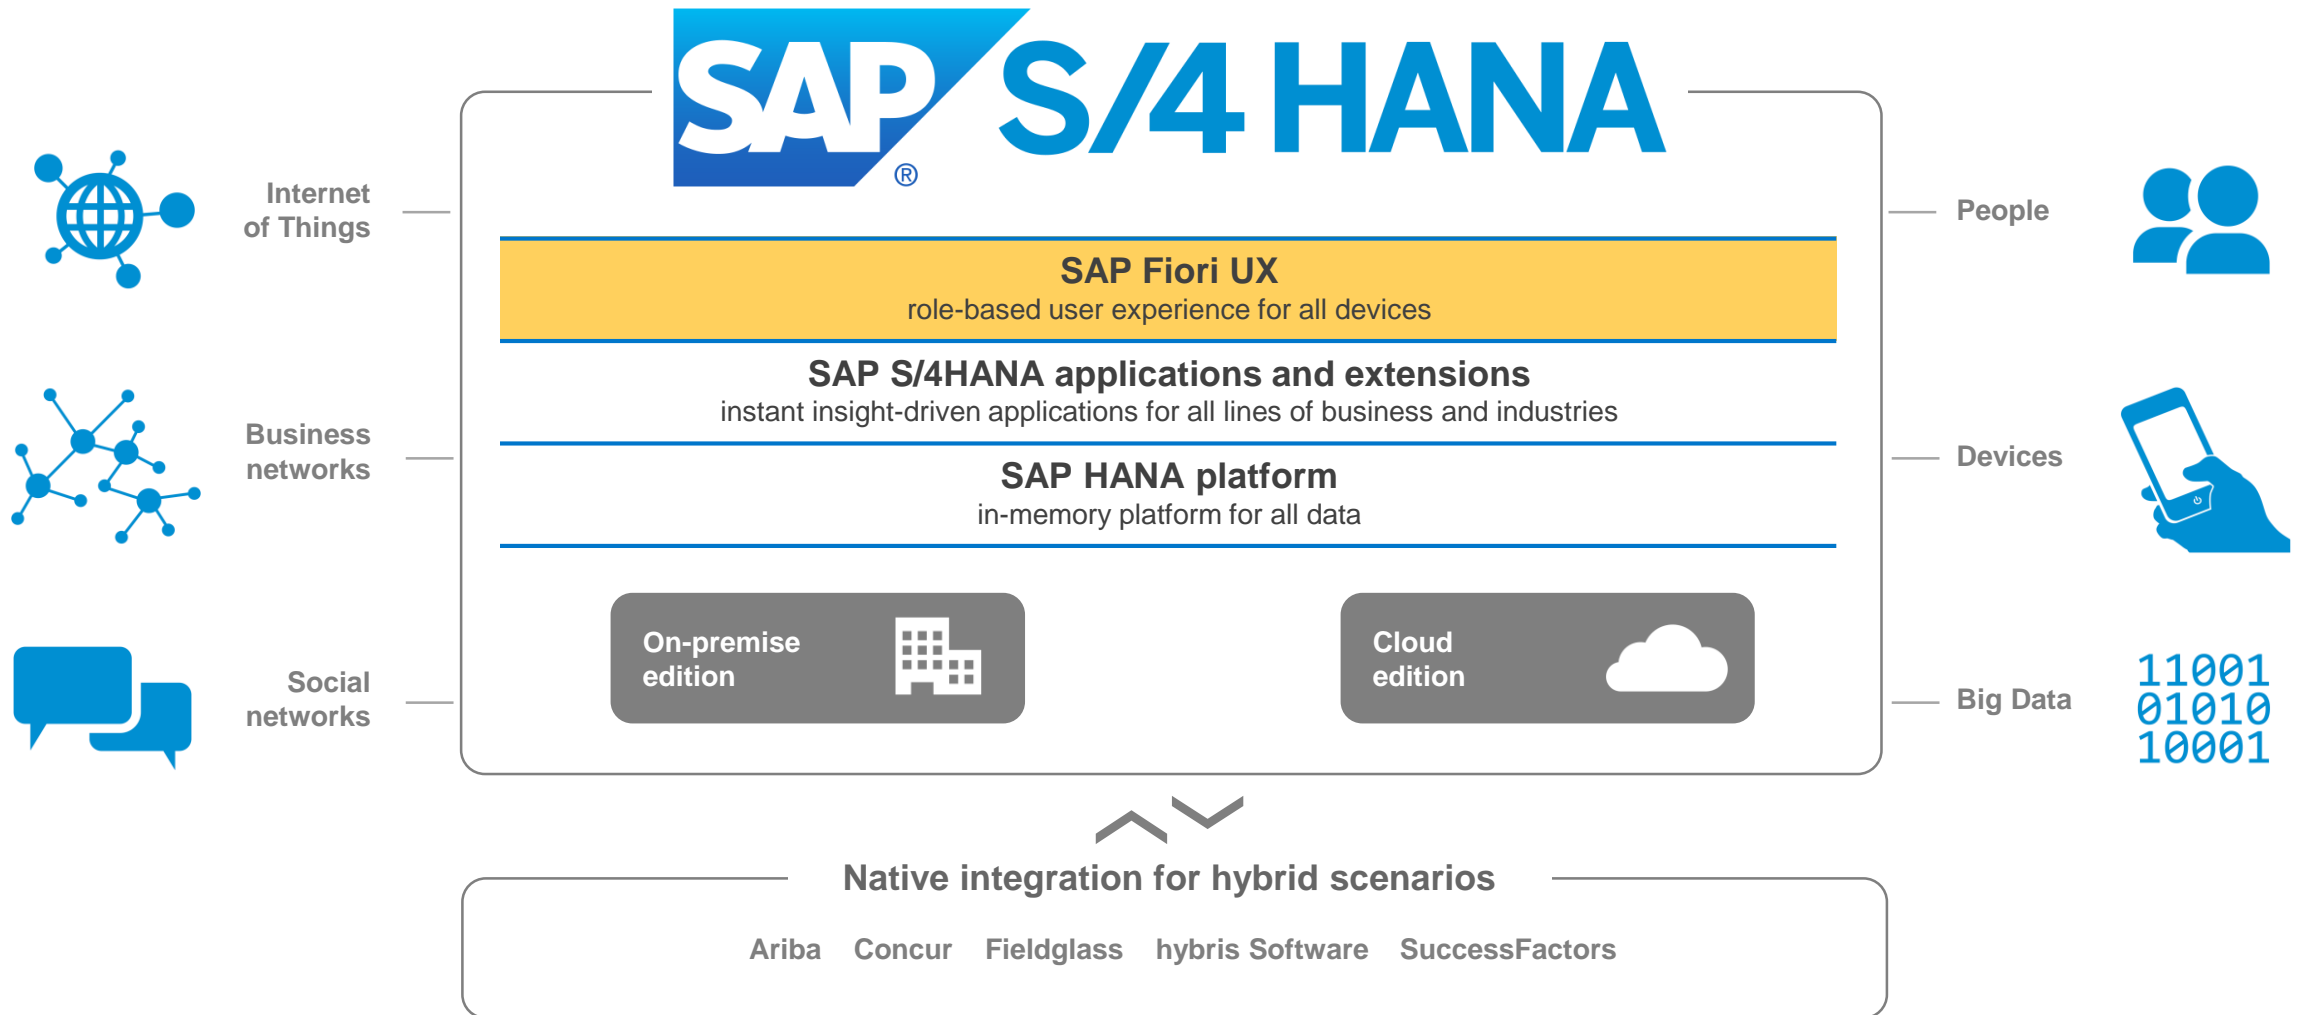 SAP S/4 HANA
®
Internet
of Things
Business
networks
Social
networks
SAP Fiori UX
role-based user experience for all devices
SAP S/4HANA applications and extensions
instant insight-driven applications for all lines of business and industries
SAP HANA platform
in-memory platform for all data
On-premise
edition
Cloud
edition
People
Devices
Big Data
11001
01010
10001
Native integration for hybrid scenarios
Ariba Concur Fieldglass hybris Software SuccessFactors